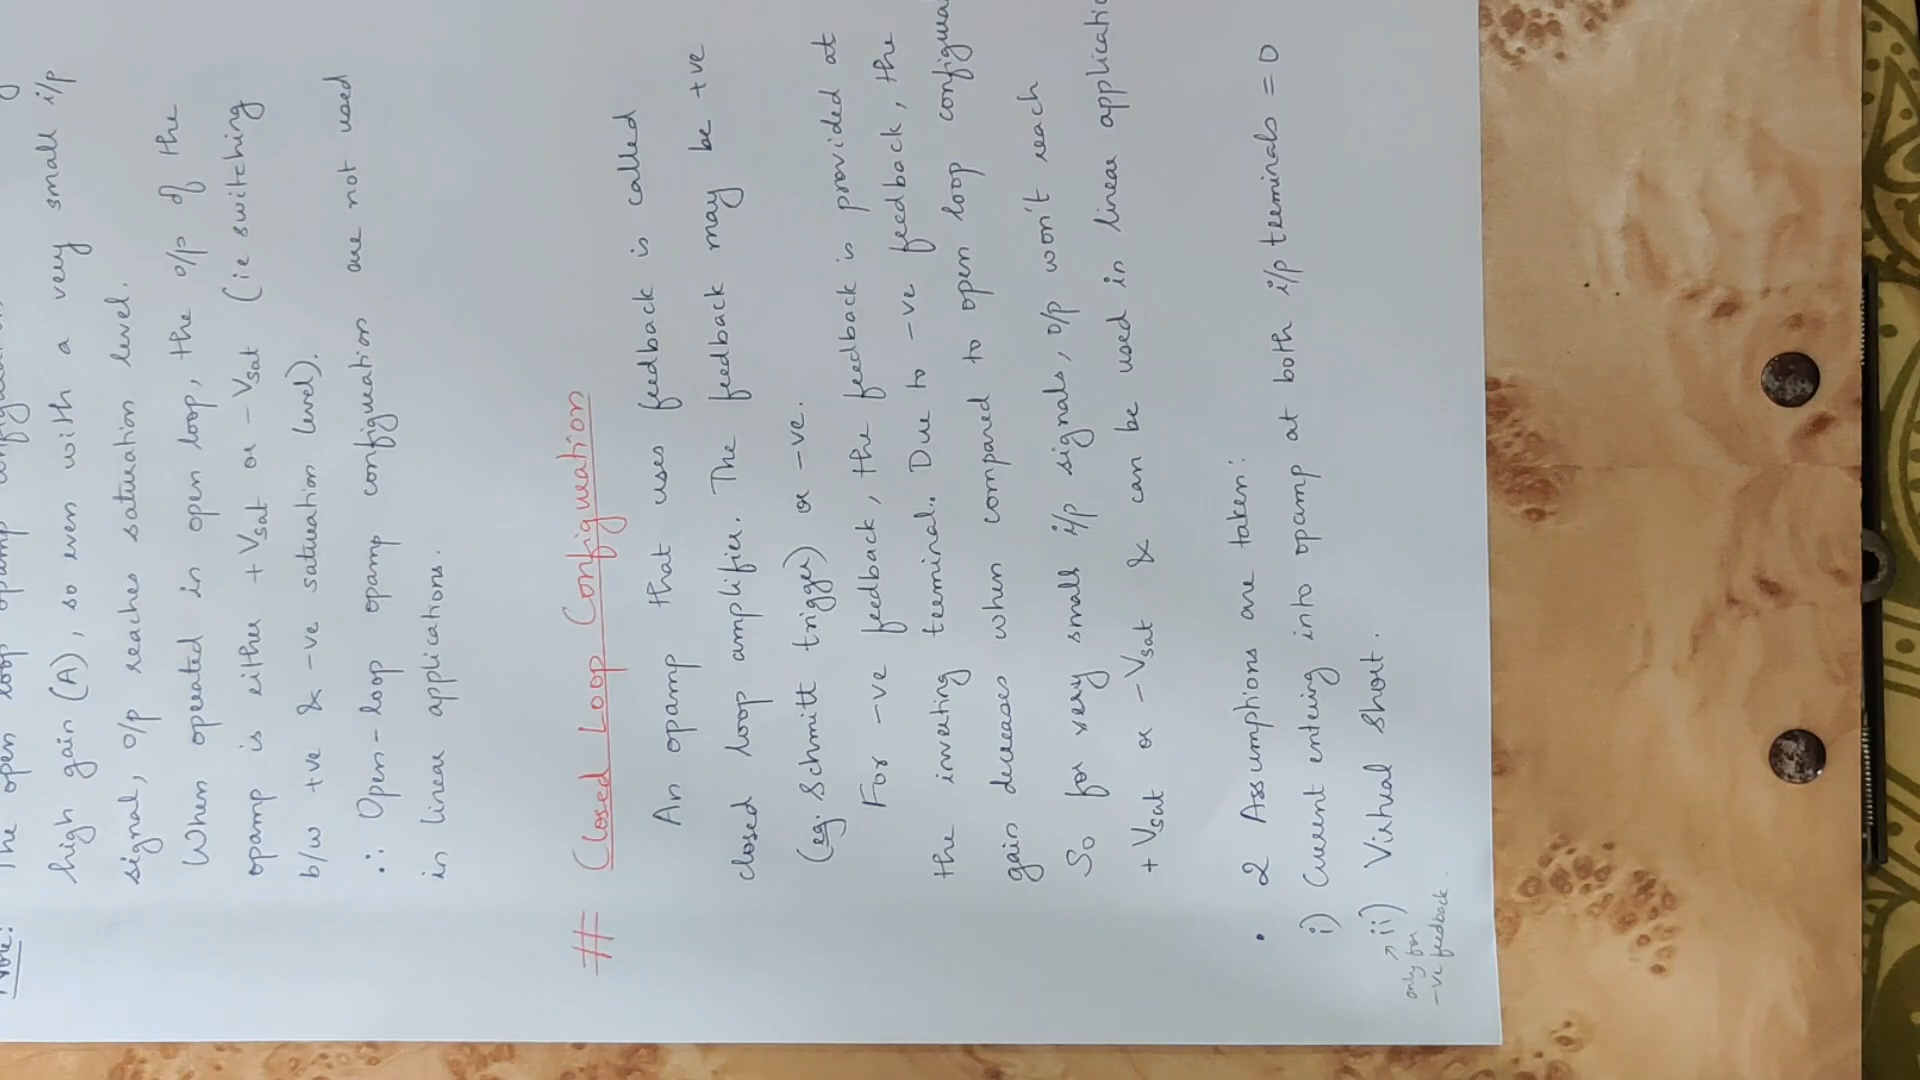 Note: The open loop opamp configuration,
high gain (A), so even with a very small i/p
signal, o/p reaches saturation level.
When operated in open loop, the o/p of the
opamp is either + Vsat or - Vsat (ie switching
b/w +ve & -ve saturation level).
∴ Open-loop opamp configuration are not used
in linear applications.
# Closed Loop Configuration
An opamp that uses feedback is called
closed loop amplifier. The feedback may be +ve
(eg. Schmitt trigger) or -ve.
For -ve feedback, the feedback is provided at
the inverting terminal. Due to -ve feedback, the
gain decreases when compared to open loop configura
So for very small i/p signals, o/p won't reach
+ Vsat or - Vsat & can be used in linear applicatio
• 2 Assumptions are taken:
i) Current entering into opamp at both i/p terminals = 0
ii) Virtual Short.
↗ only for
-ve feedback.